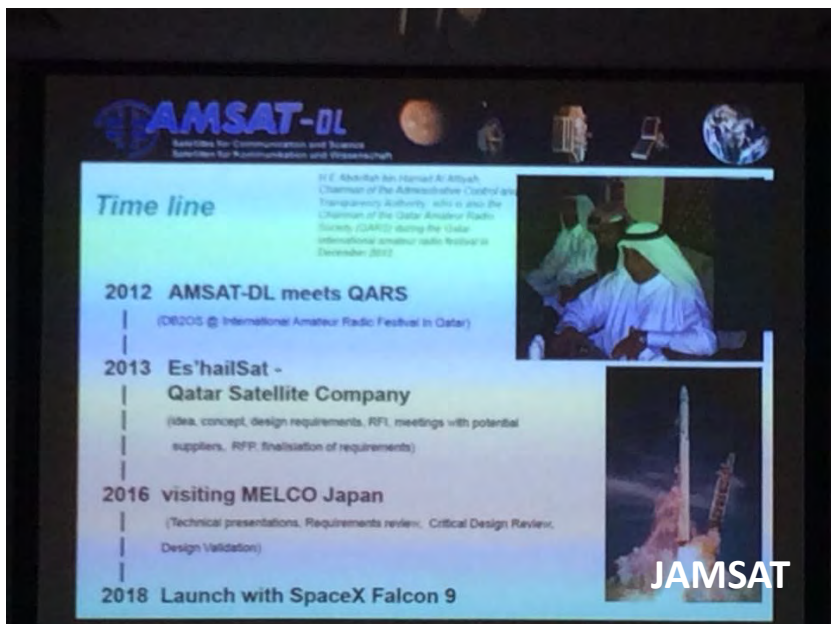 AMSAT-DL
Satellites for Communication and Science
Satelliten für Kommunikation und Wissenschaft
H.E. Abdullah bin Hamad Al Attiyah
Chairman of the Administrative Control and
Transparency Authority, who is also the
Chairman of the Qatar Amateur Radio
Society (QARS) during the Qatar
international amateur radio festival in
December 2012
Time line
2012 AMSAT-DL meets QARS
(DB2OS @ International Amateur Radio Festival in Qatar)
2013 Es'hailSat -
Qatar Satellite Company
(idea, concept, design requirements, RFI, meetings with potential
suppliers, RFP, finalisiation of requirements)
2016 visiting MELCO Japan
(Technical presentations, Requirements review, Critical Design Review,
Design Validation)
2018 Launch with SpaceX Falcon 9
JAMSAT